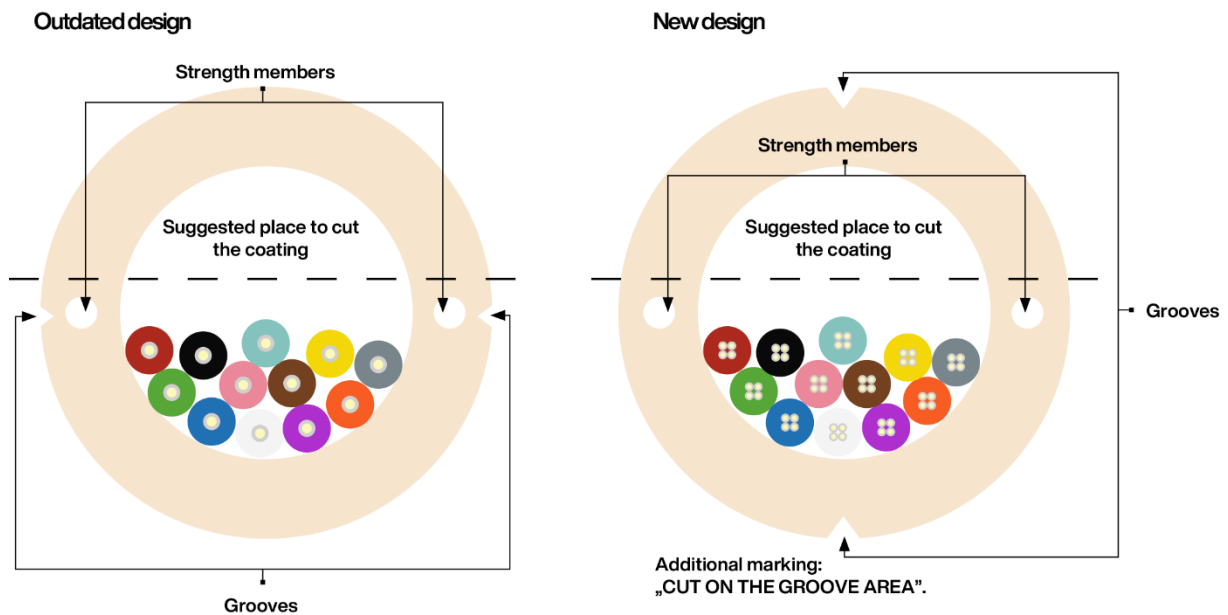 Outdated design
Strength members
Suggested place to cut
the coating
Grooves
New design
Strength members
Suggested place to cut
the coating
Grooves
Additional marking:
„CUT ON THE GROOVE AREA”.